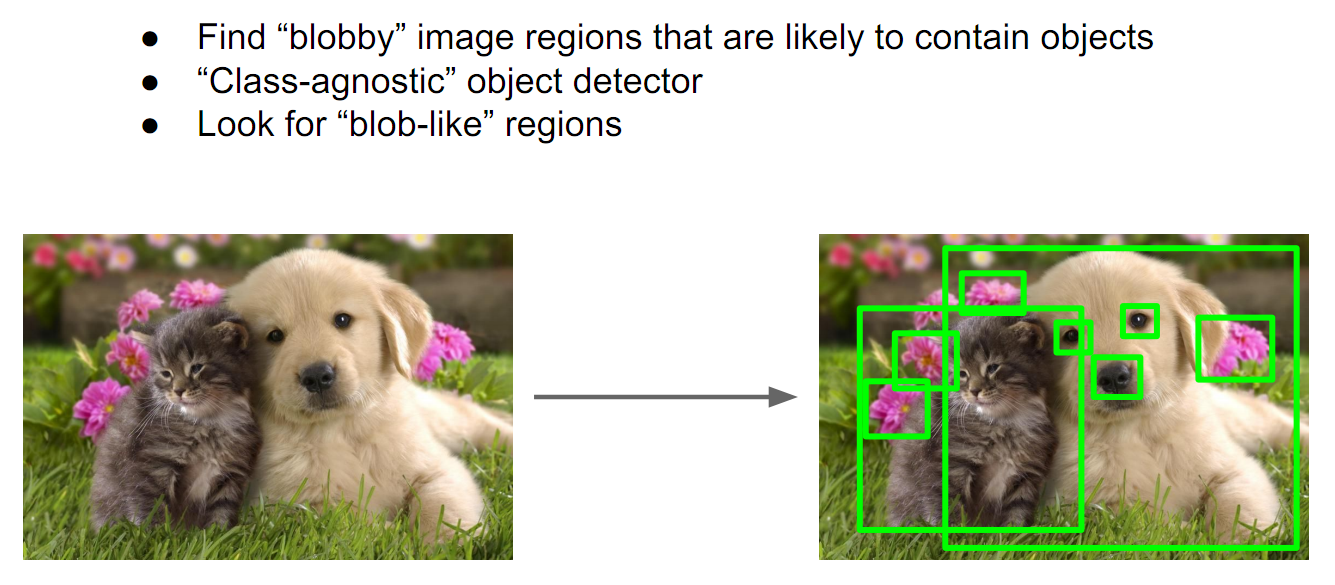 ● Find “blobby” image regions that are likely to contain objects
● “Class-agnostic” object detector
● Look for “blob-like” regions